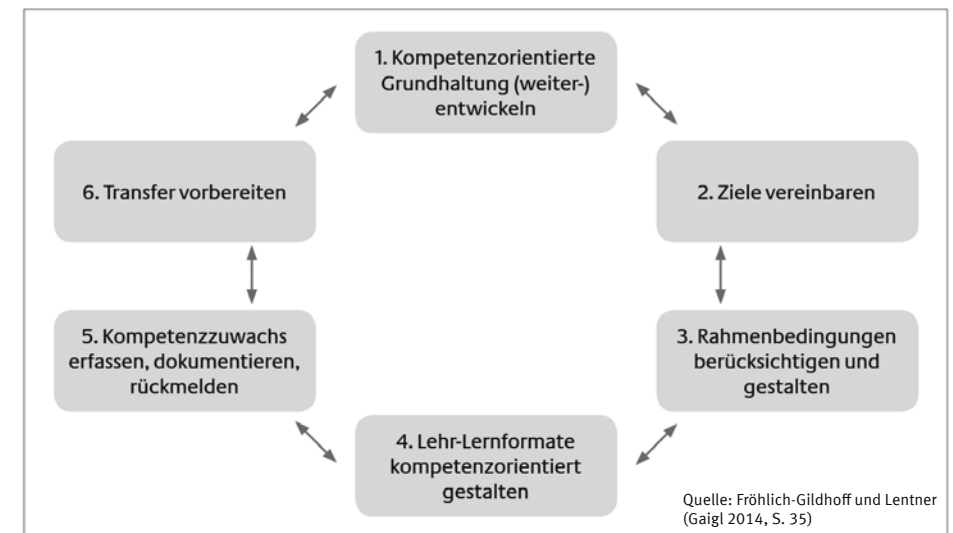 1. Kompetenzorientierte
Grundhaltung (weiter-)
entwickeln
2. Ziele vereinbaren
3. Rahmenbedingungen
berücksichtigen und
gestalten
4. Lehr-Lernformate
kompetenzorientiert
gestalten
5. Kompetenzzuwachs
erfassen, dokumentieren,
rückmelden
6. Transfer vorbereiten
Quelle: Fröhlich-Gildhoff und Lentner
(Gaigl 2014, S. 35)